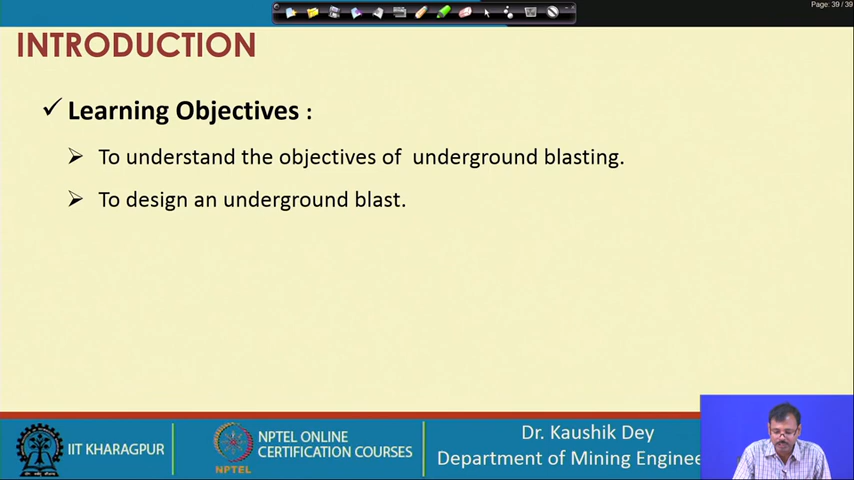 Page: 39 / 39
INTRODUCTION
✓ Learning Objectives :
➢ To understand the objectives of underground blasting.
➢ To design an underground blast.
IIT KHARAGPUR
NPTEL
NPTEL ONLINE
CERTIFICATION COURSES
Dr. Kaushik Dey
Department of Mining Enginee